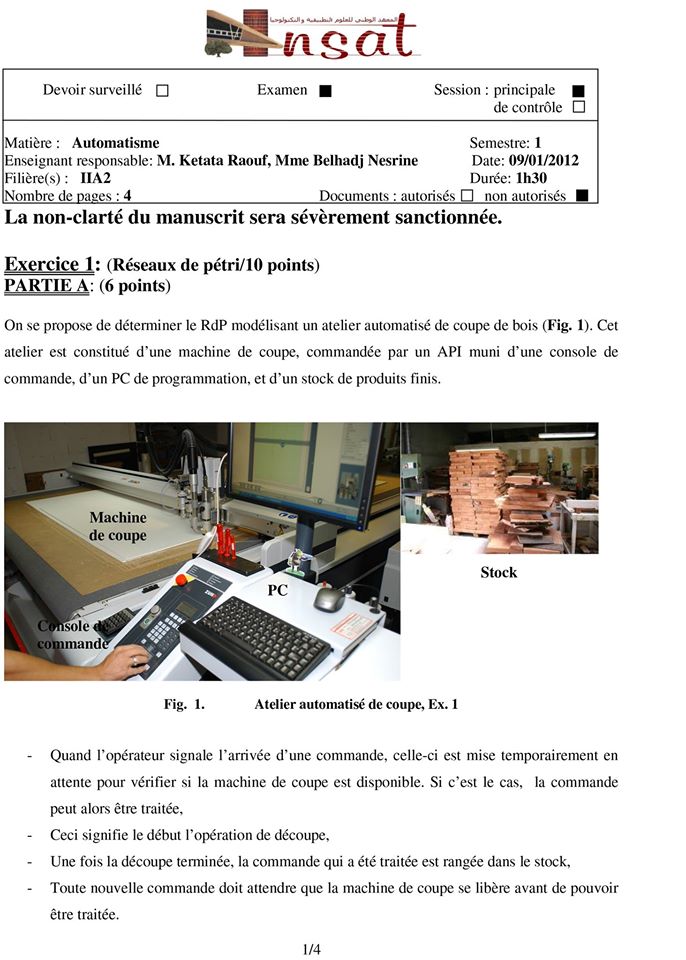 المعهد الوطني للعلوم التطبيقية و التكنولوجيا
Insat
Devoir surveillé ☐ Examen ■ Session : principale ■
de contrôle ☐
Matière : Automatisme Semestre: 1
Enseignant responsable: M. Ketata Raouf, Mme Belhadj Nesrine Date: 09/01/2012
Filière(s) : IIA2 Durée: 1h30
Nombre de pages : 4 Documents : autorisés ☐ non autorisés ■
La non-clarté du manuscrit sera sévèrement sanctionnée.
Exercice 1: (Réseaux de pétri/10 points)
PARTIE A: (6 points)
On se propose de déterminer le RdP modélisant un atelier automatisé de coupe de bois (Fig. 1). Cet
atelier est constitué d’une machine de coupe, commandée par un API muni d’une console de
commande, d’un PC de programmation, et d’un stock de produits finis.
Machine
de coupe
PC
Console de
commande
Stock
Fig. 1. Atelier automatisé de coupe, Ex. 1
- Quand l’opérateur signale l’arrivée d’une commande, celle-ci est mise temporairement en
attente pour vérifier si la machine de coupe est disponible. Si c’est le cas, la commande
peut alors être traitée,
- Ceci signifie le début l’opération de découpe,
- Une fois la découpe terminée, la commande qui a été traitée est rangée dans le stock,
- Toute nouvelle commande doit attendre que la machine de coupe se libère avant de pouvoir
être traitée.
1/4